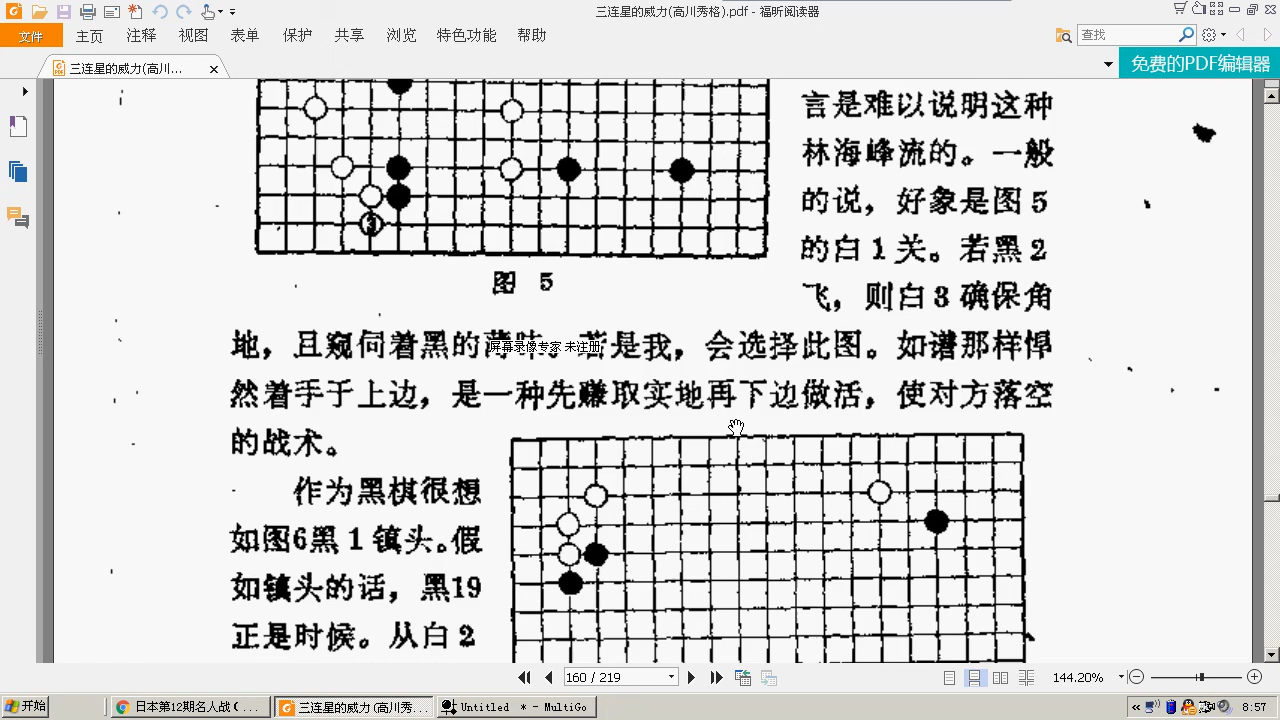 三连星的威力(高川秀格).pdf - 福昕阅读器
文件 主页 注释 视图 表单 保护 共享 浏览 特色功能 帮助
查找
三连星的威力(高川...
免费的PDF编辑器
言是难以说明这种
林海峰流的。一般
的说，好象是图5
的白1关。若黑2
飞，则白3确保角
3
图 5
地，且窥伺着黑的薄味。若是我，会选择此图。如谱那样悍
屏幕录像专家 未注册
然着手于上边，是一种先赚取实地再下边做活，使对方落空
的战术。
作为黑棋很想
如图6黑1镇头。假
如镇头的话，黑19
正是时候。从白2
160 / 219
144.20%
开始
日本第12期名人战(...
三连星的威力(高川秀...
Untitled * - MultiGo
8:57